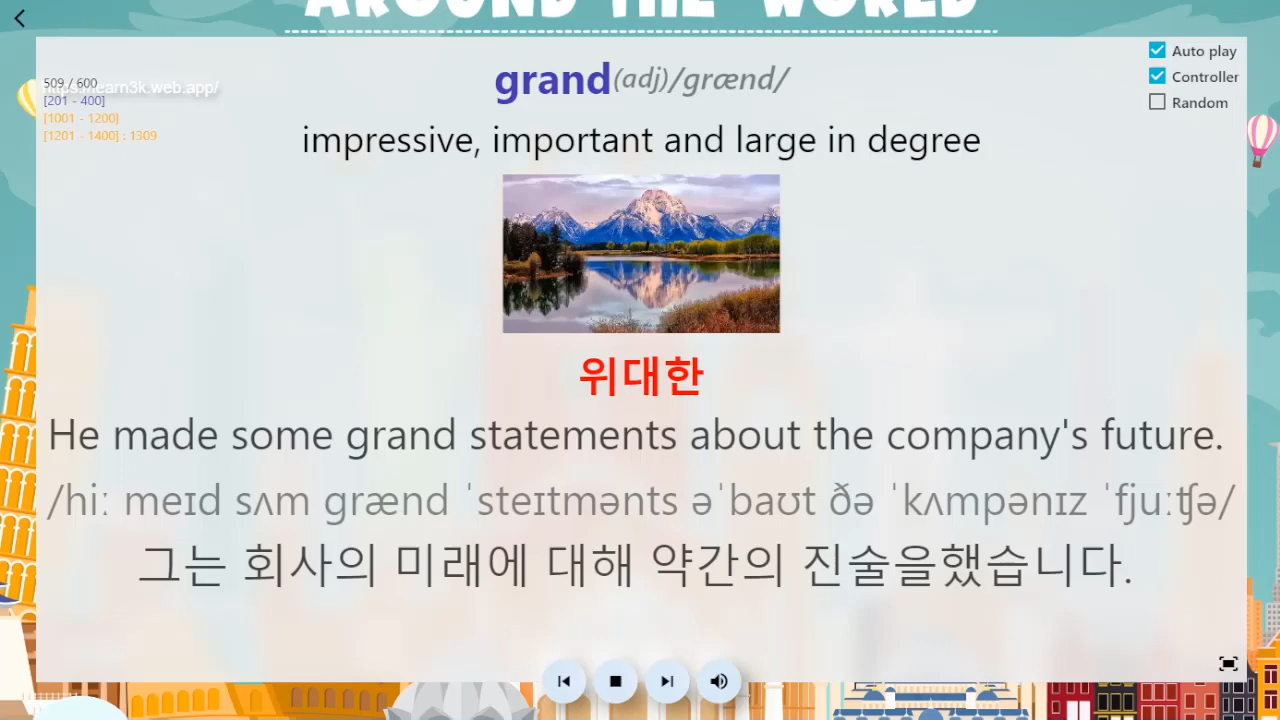 AROUND THE WORLD
509 / 600
https://learn3k.web.app/
[201 - 400]
[1001 - 1200]
[1201 - 1400] : 1309
Auto play
Controller
Random
grand(adj)/grænd/
impressive, important and large in degree
위대한
He made some grand statements about the company's future.
/hiː meɪd sʌm grænd ˈsteɪtmənts əˈbaʊt ðə ˈkʌmpənɪz ˈfjuːʧə/
그는 회사의 미래에 대해 약간의 진술을했습니다.